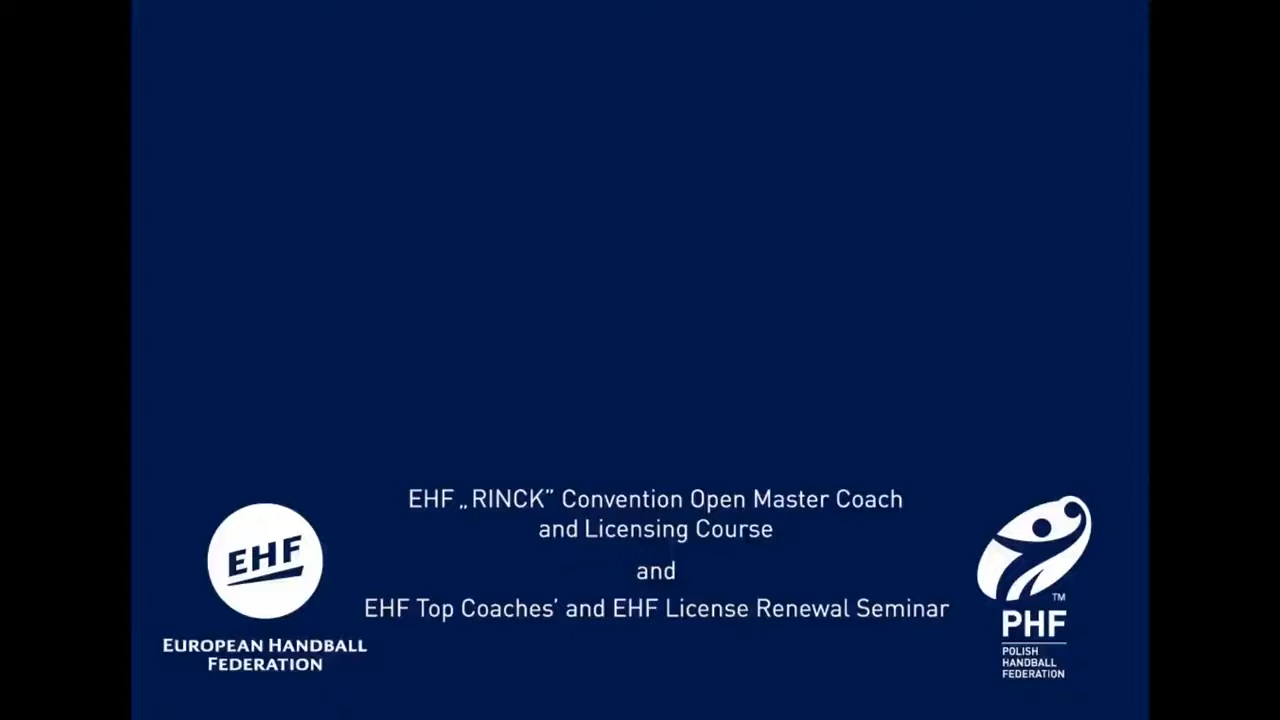 EHF „RINCK” Convention Open Master Coach
and Licensing Course
and
EHF Top Coaches’ and EHF License Renewal Seminar
EHF
EUROPEAN HANDBALL
FEDERATION
TM
PHF
POLISH
HANDBALL
FEDERATION